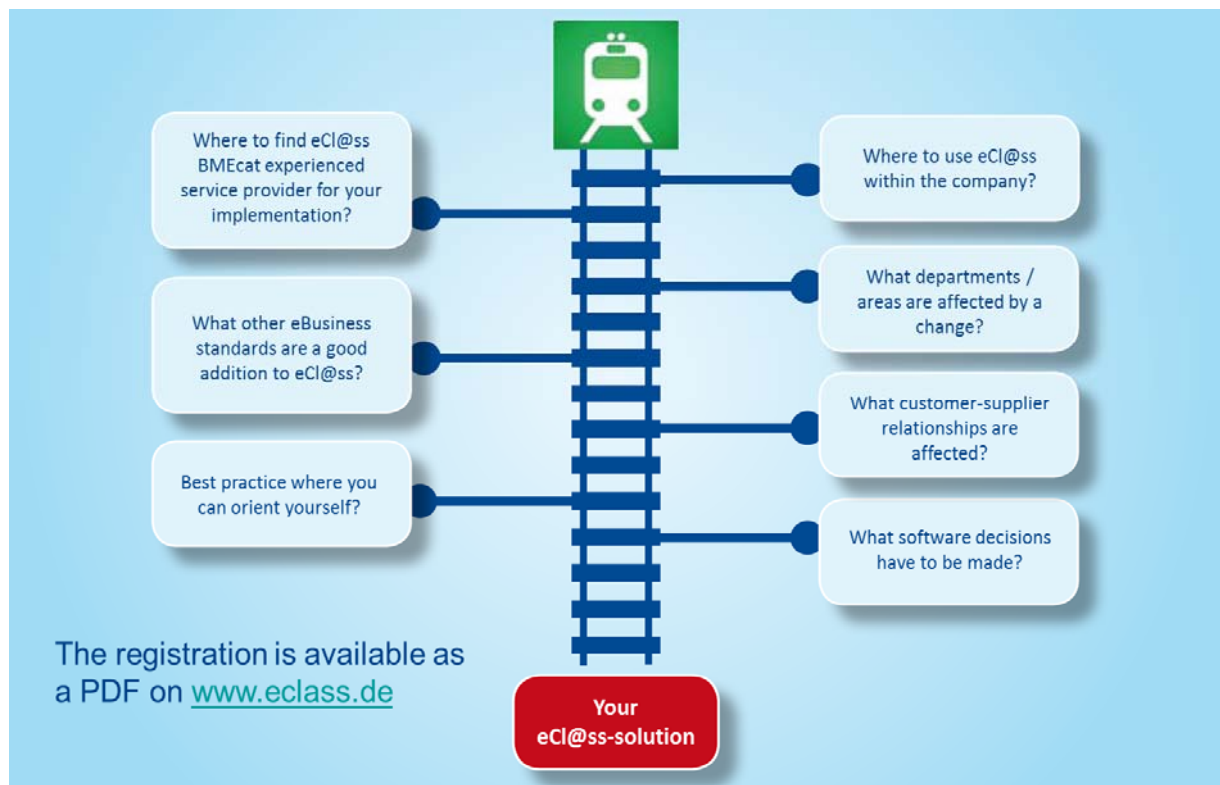 Where to find eCl@ss
BMEcat experienced
service provider for your
implementation?
What other eBusiness
standards are a good
addition to eCl@ss?
Best practice where you
can orient yourself?
Where to use eCl@ss
within the company?
What departments /
areas are affected by a
change?
What customer-supplier
relationships are
affected?
What software decisions
have to be made?
The registration is available as
a PDF on www.eclass.de
Your
eCl@ss-solution